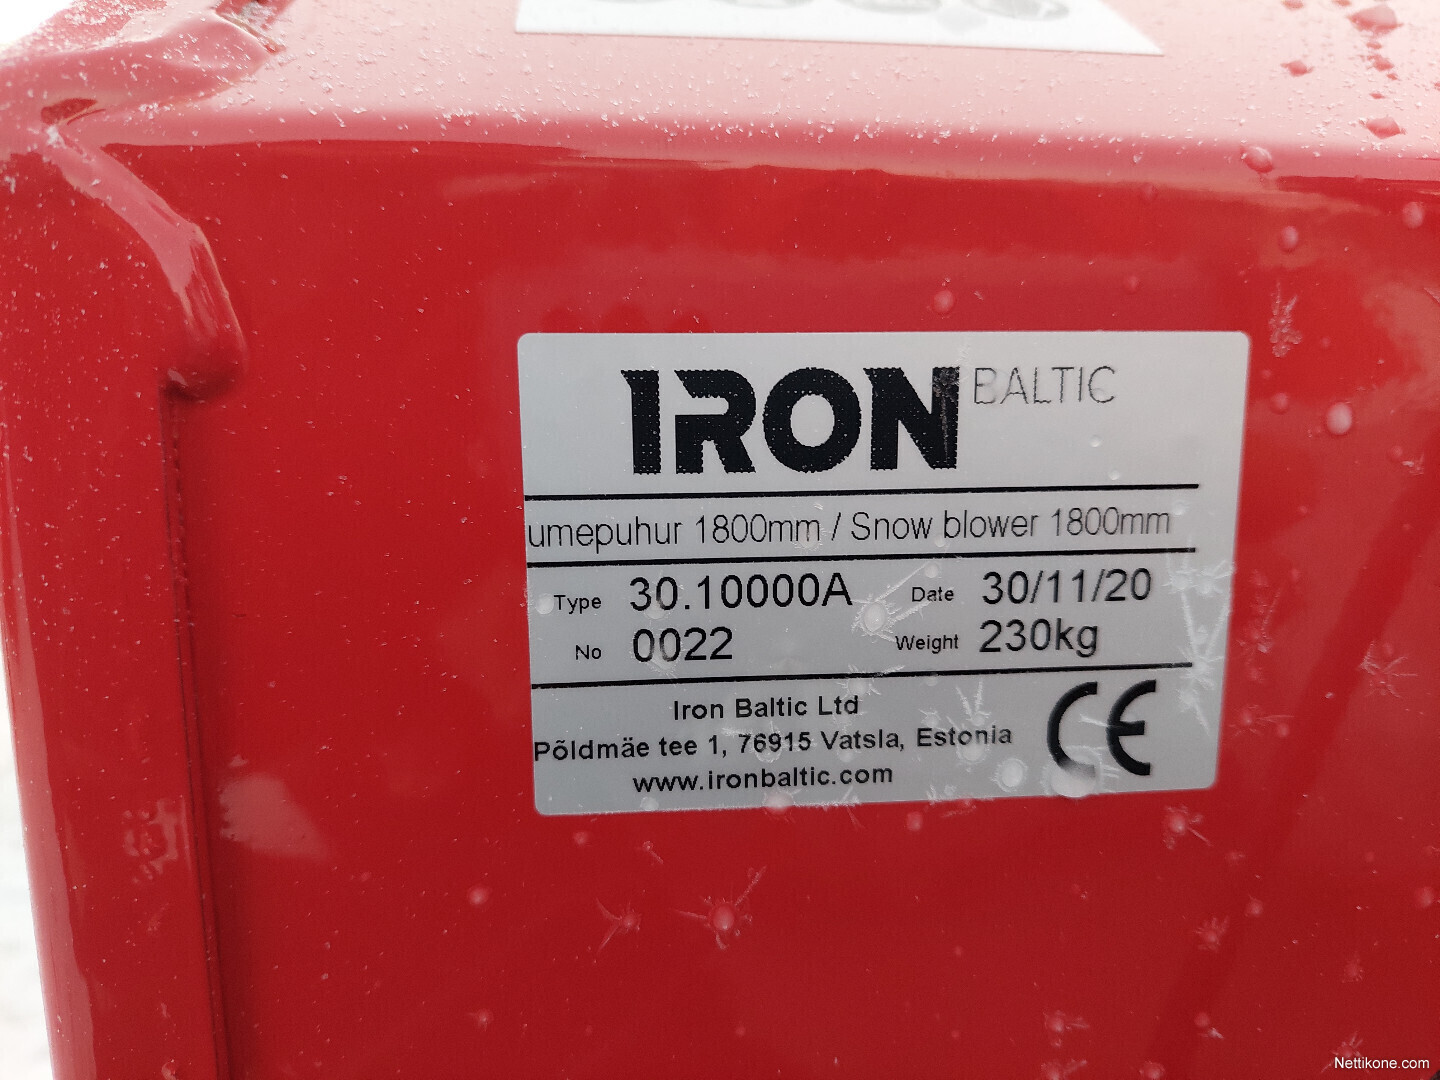 IRON BALTIC
umepuhur 1800mm / Snow blower 1800mm
Type 30.10000A Date 30/11/20
No 0022 Weight 230kg
Iron Baltic Ltd
Põldmäe tee 1, 76915 Vatsla, Estonia
www.ironbaltic.com
CE
Nettikone.com